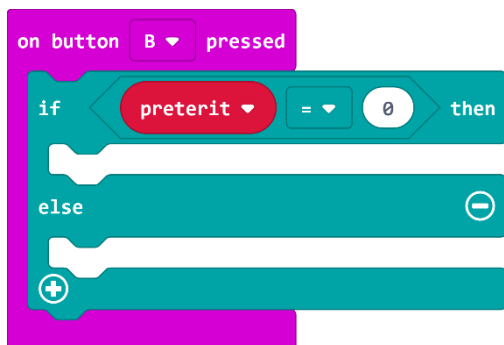 on button B pressed
if preterit = 0 then
else